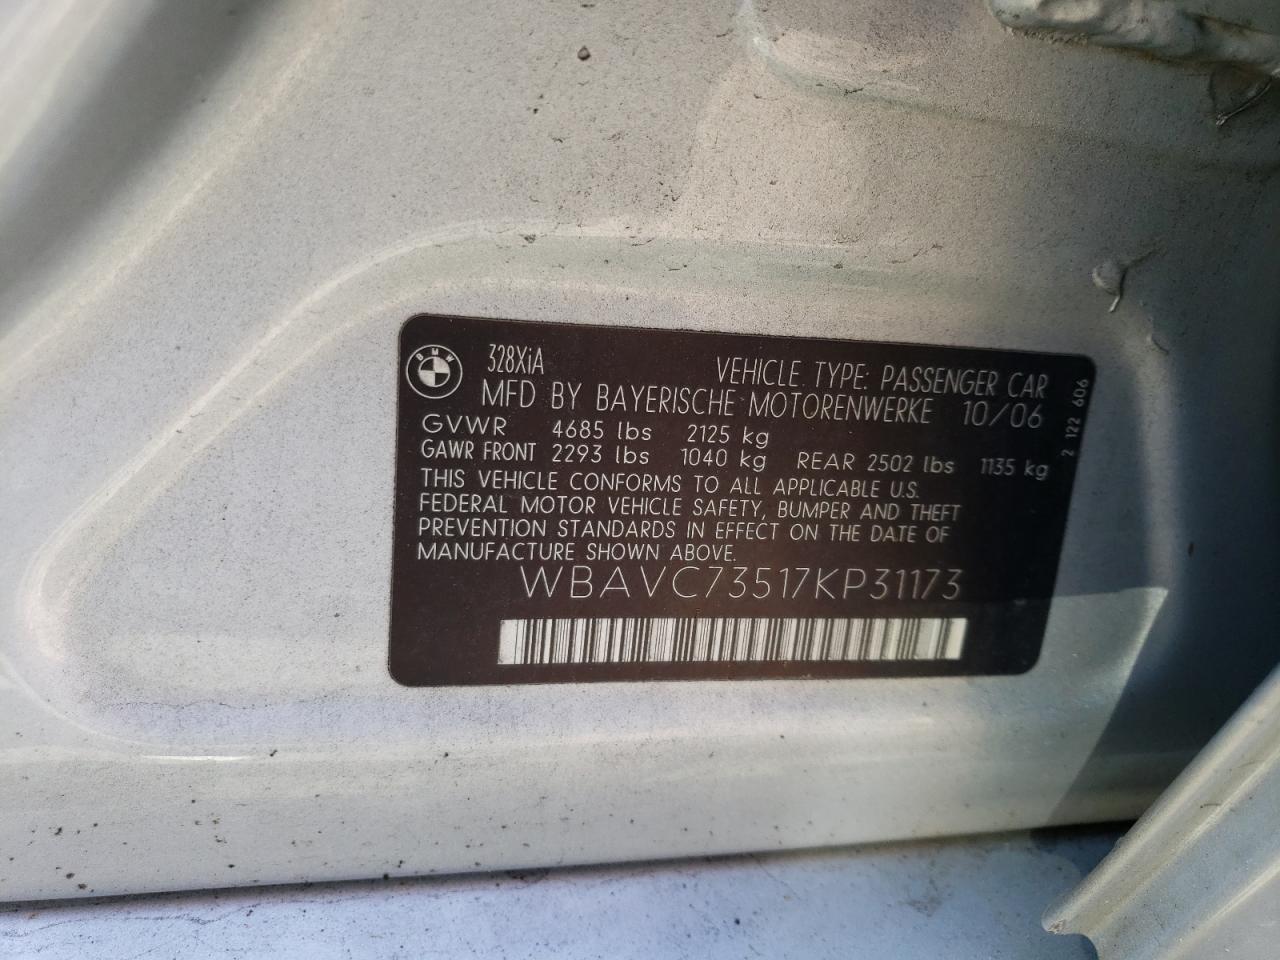 BMW
328XiA
VEHICLE TYPE: PASSENGER CAR
MFD BY BAYERISCHE MOTORENWERKE 10/06
GVWR 4685 lbs 2125 kg
GAWR FRONT 2293 lbs 1040 kg REAR 2502 lbs 1135 kg
THIS VEHICLE CONFORMS TO ALL APPLICABLE U.S.
FEDERAL MOTOR VEHICLE SAFETY, BUMPER AND THEFT
PREVENTION STANDARDS IN EFFECT ON THE DATE OF
MANUFACTURE SHOWN ABOVE.
WBAVC73517KP31173
2 122 606